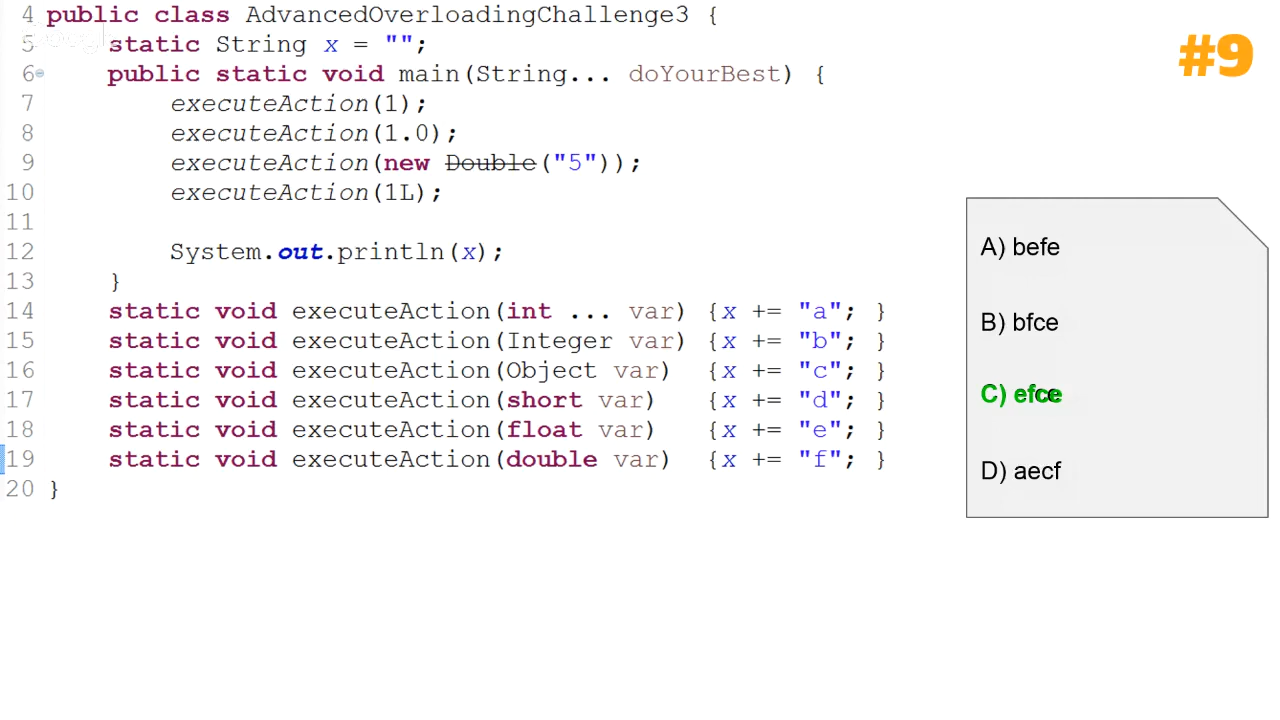 4 public class AdvancedOverloadingChallenge3 {
5 static String x = "";
6 public static void main(String... doYourBest) {
7 executeAction(1);
8 executeAction(1.0);
9 executeAction(new Double("5"));
10 executeAction(1L);
11
12 System.out.println(x);
13 }
14 static void executeAction(int ... var) {x += "a"; }
15 static void executeAction(Integer var) {x += "b"; }
16 static void executeAction(Object var) {x += "c"; }
17 static void executeAction(short var) {x += "d"; }
18 static void executeAction(float var) {x += "e"; }
19 static void executeAction(double var) {x += "f"; }
20 }
#9
A) befe
B) bfce
C) efce
D) aecf